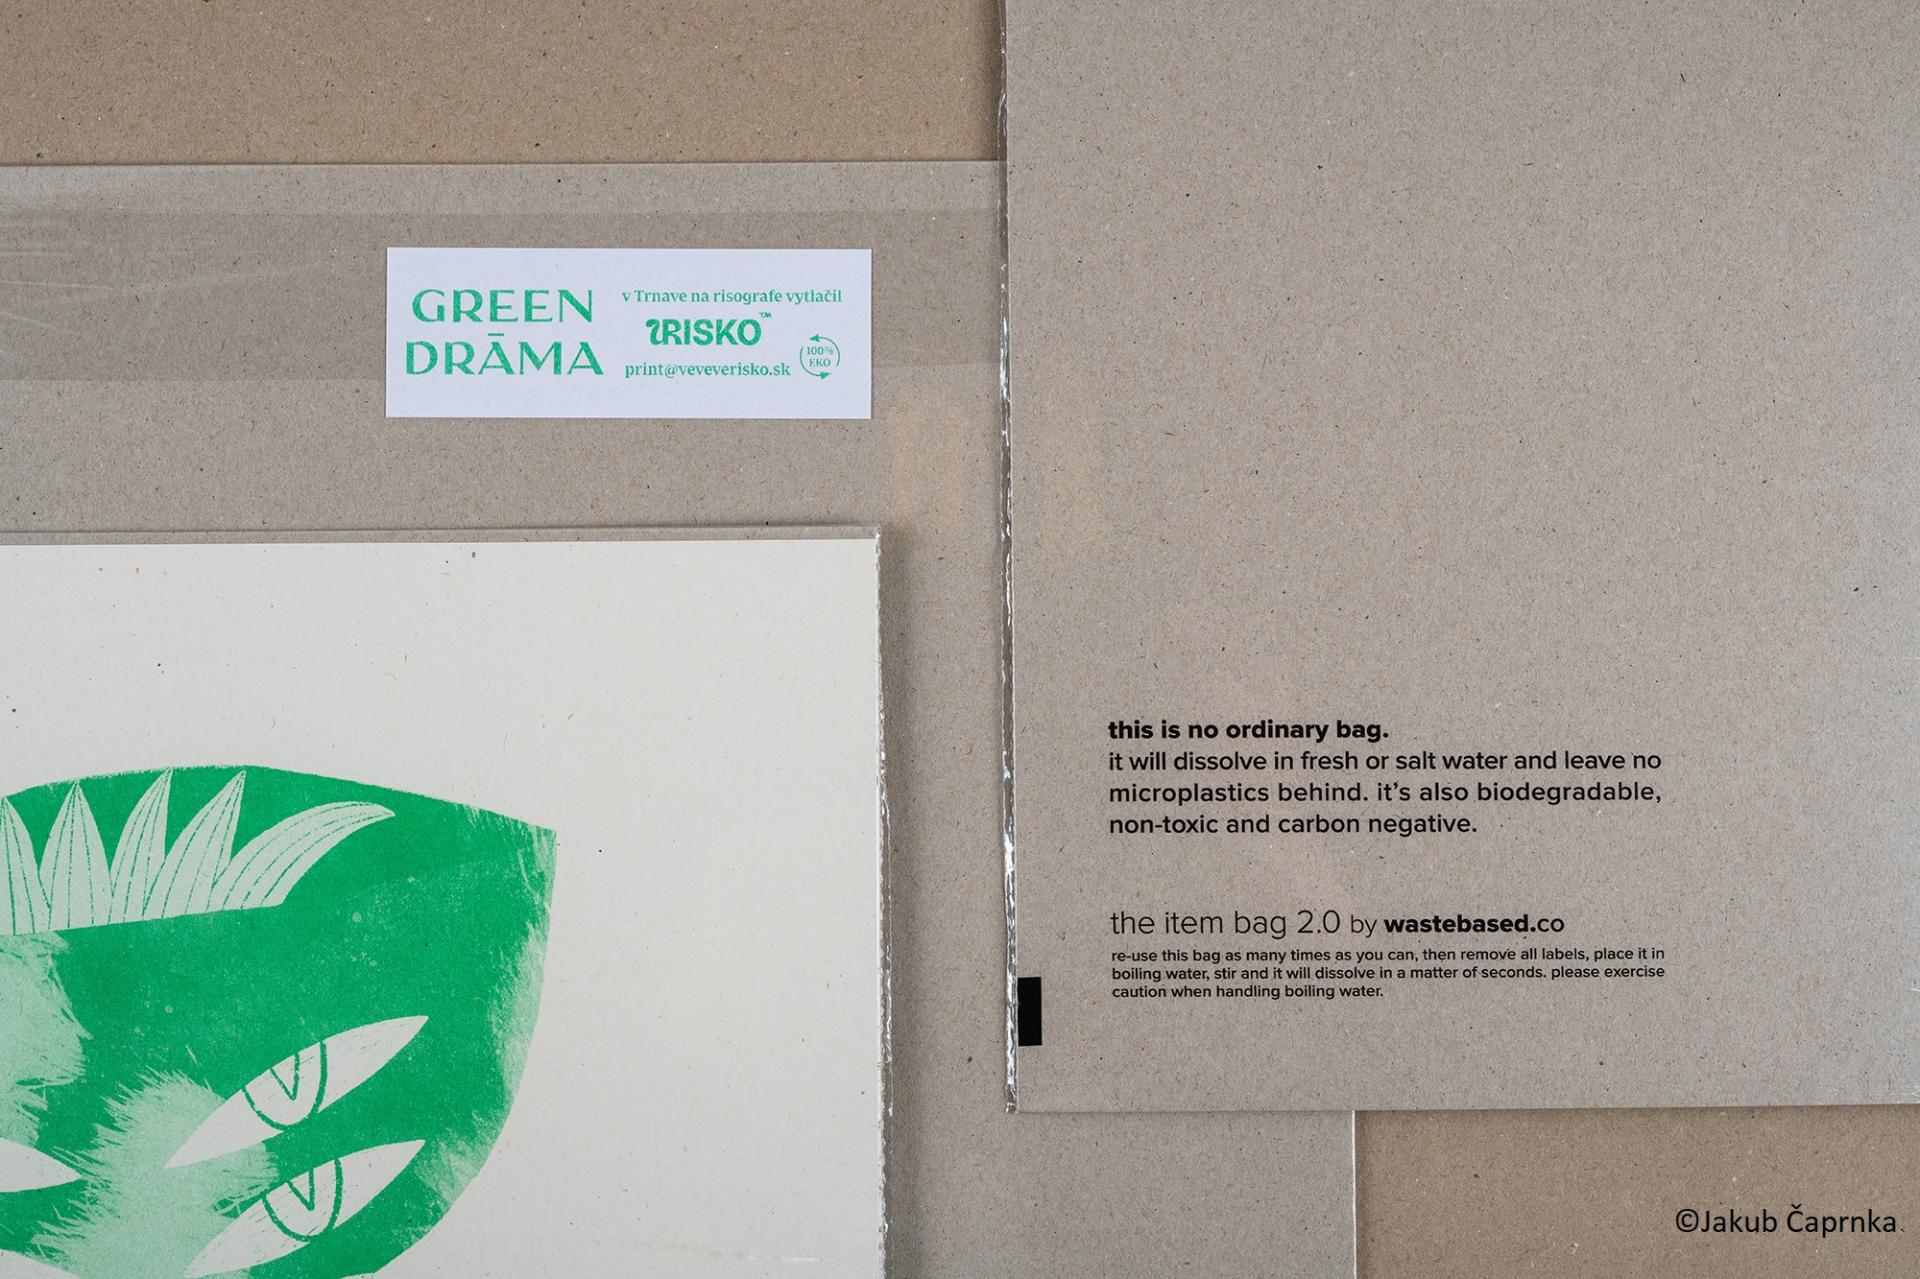 GREEN
DRĀMA
v Trnave na risografe vytlačil
RISKO™
print@veveverisko.sk
100%
EKO
this is no ordinary bag.
it will dissolve in fresh or salt water and leave no
microplastics behind. it's also biodegradable,
non-toxic and carbon negative.
the item bag 2.0 by wastebased.co
re-use this bag as many times as you can, then remove all labels, place it in
boiling water, stir and it will dissolve in a matter of seconds. please exercise
caution when handling boiling water.
©Jakub Čaprnka